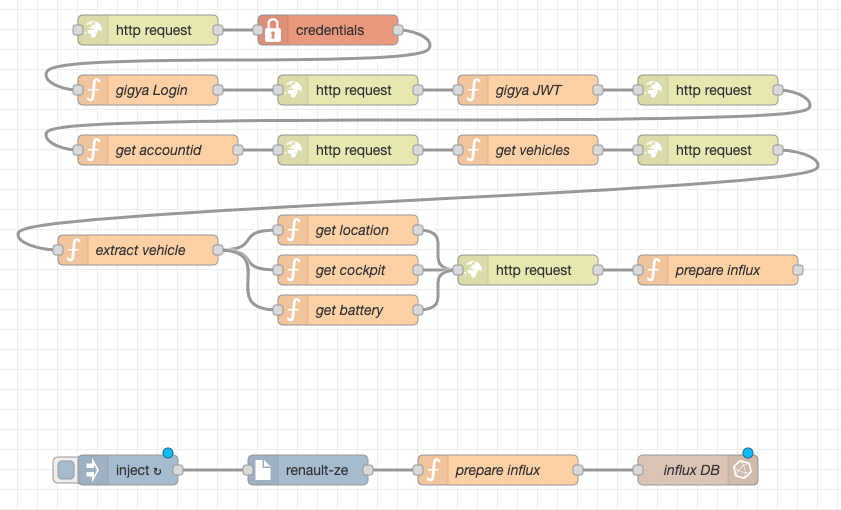 http request credentials
gigya Login http request gigya JWT http request
get accountid http request get vehicles http request
get location
extract vehicle
get cockpit http request prepare influx
get battery
inject ↻ renault-ze prepare influx influx DB